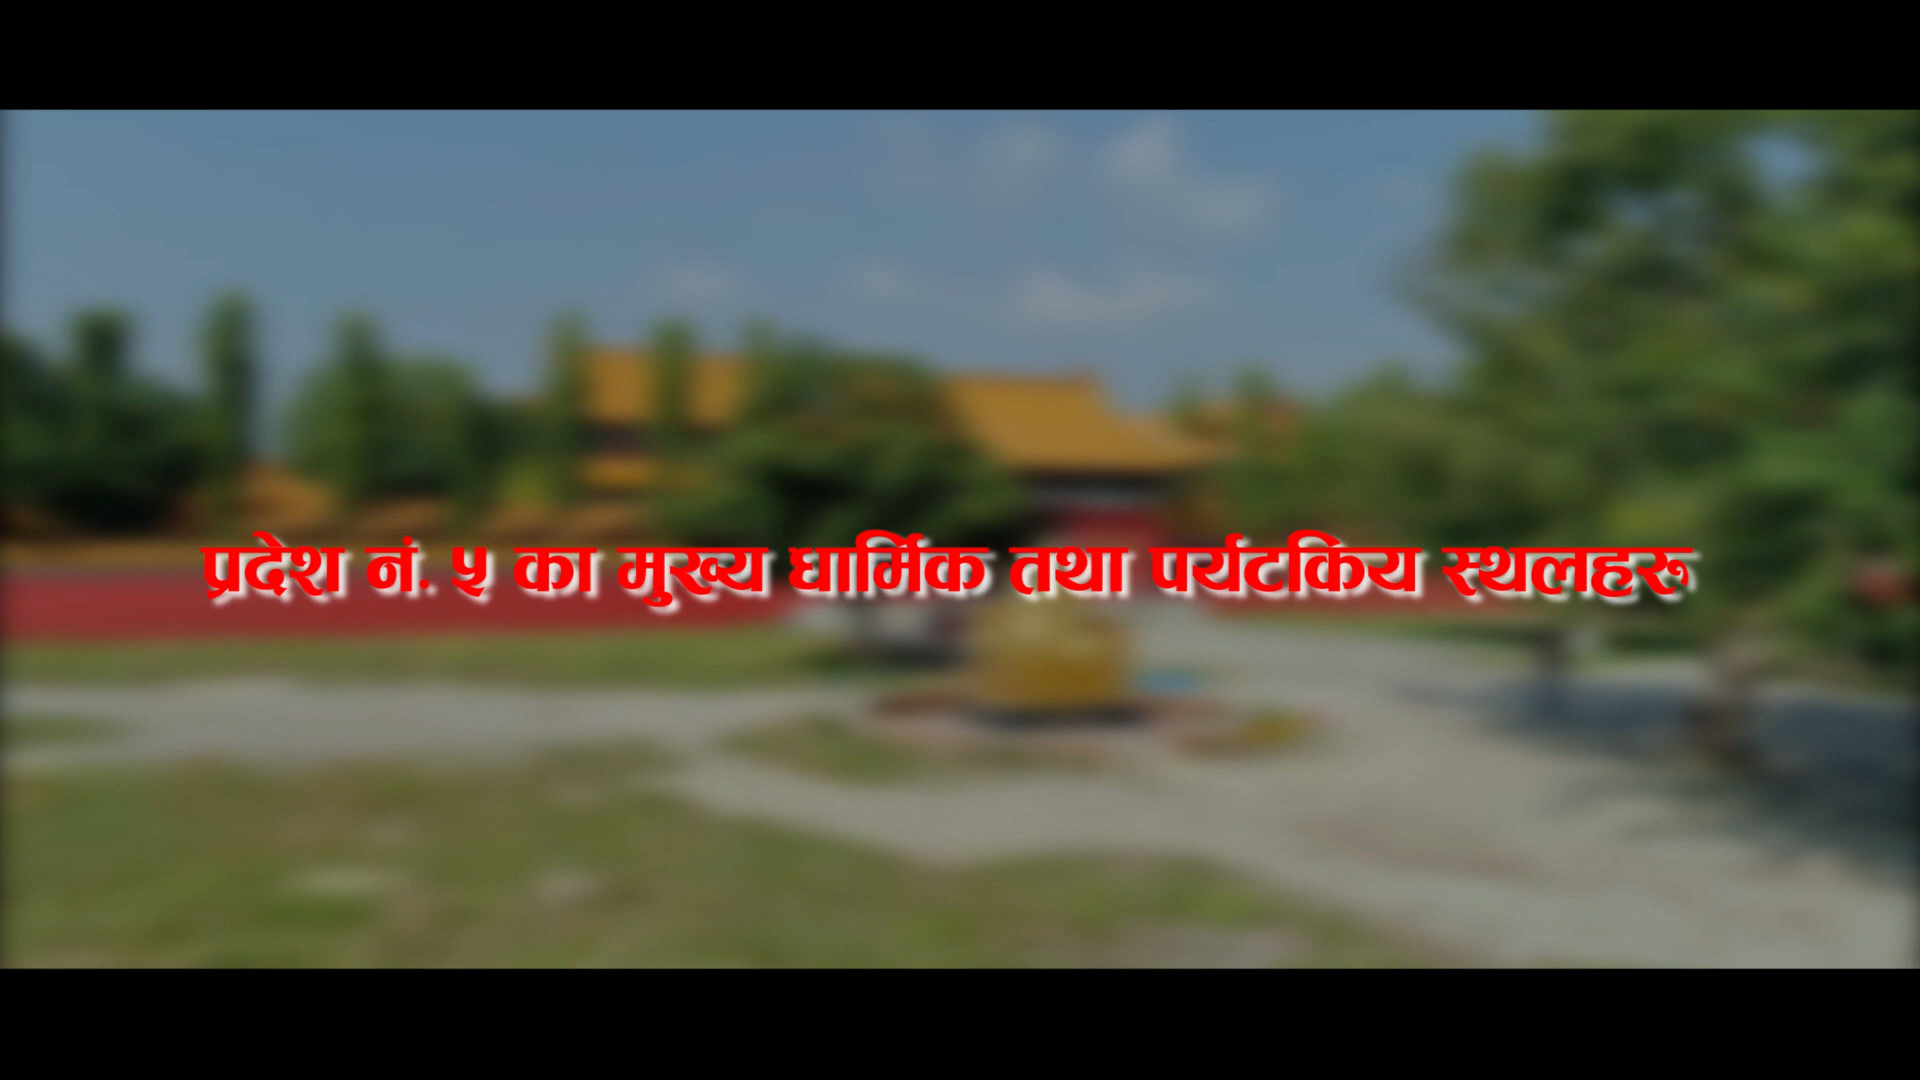 प्रदेश नं. ५ का मुख्य धार्मिक तथा पर्यटकिय स्थलहरू